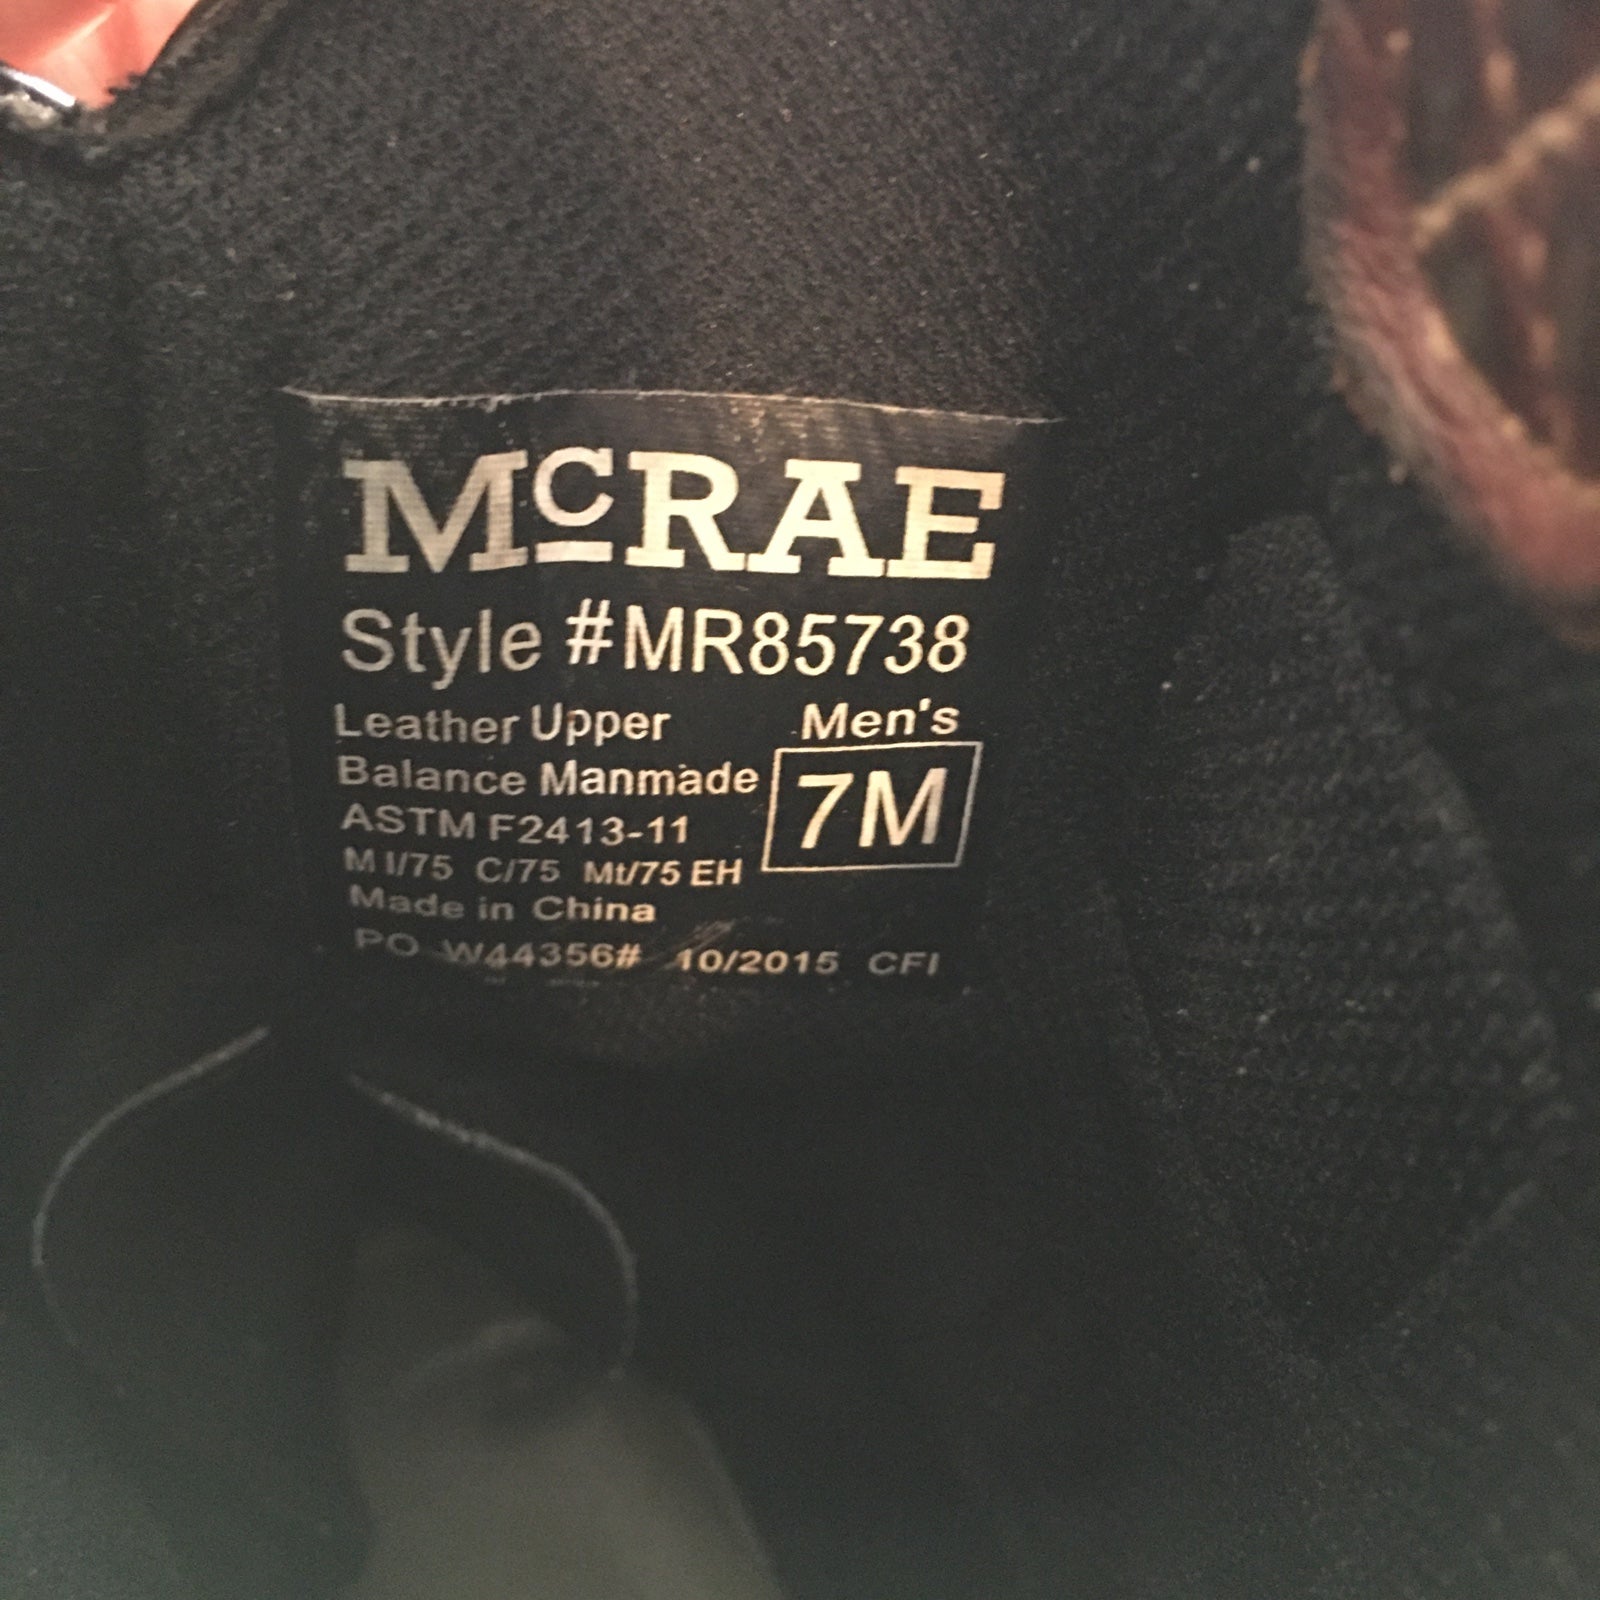 McRAE
Style #MR85738
Leather Upper
Men's
Balance Manmade
7M
ASTM F2413-11
M I/75 C/75 Mt/75 EH
Made in China
PO W44356# 10/2015 CFI